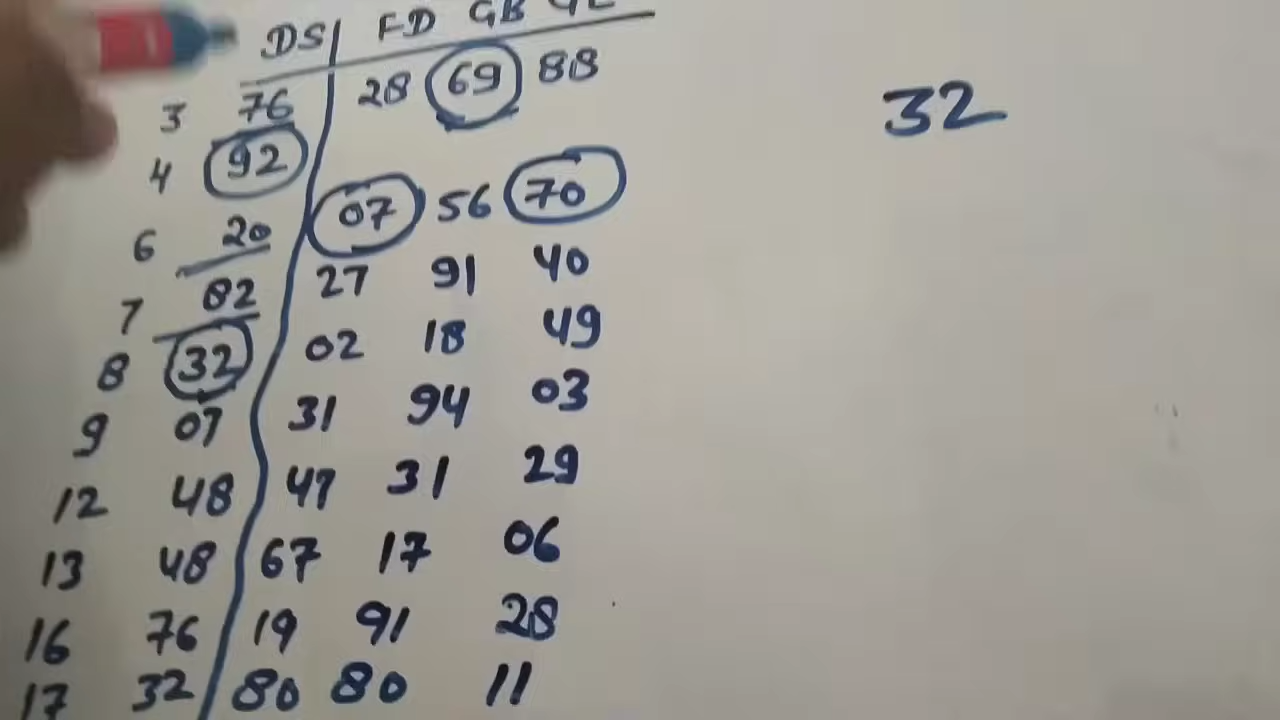 DS FD GB
3 76 28 69 88
32
4 92
6 20 07 56 70
7 82 27 91 40
8 32 02 18 49
9 07 31 94 03
12 48 47 31 29
13 48 67 17 06
16 76 19 91 28
17 32 80 80 11